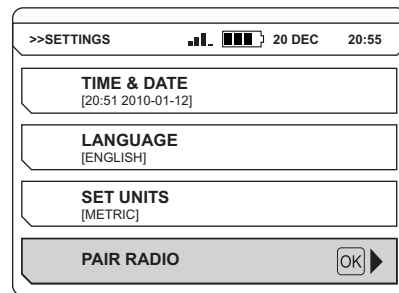 >>SETTINGS 20 DEC 20:55
TIME & DATE
[20:51 2010-01-12]
LANGUAGE
[ENGLISH]
SET UNITS
[METRIC]
PAIR RADIO OK